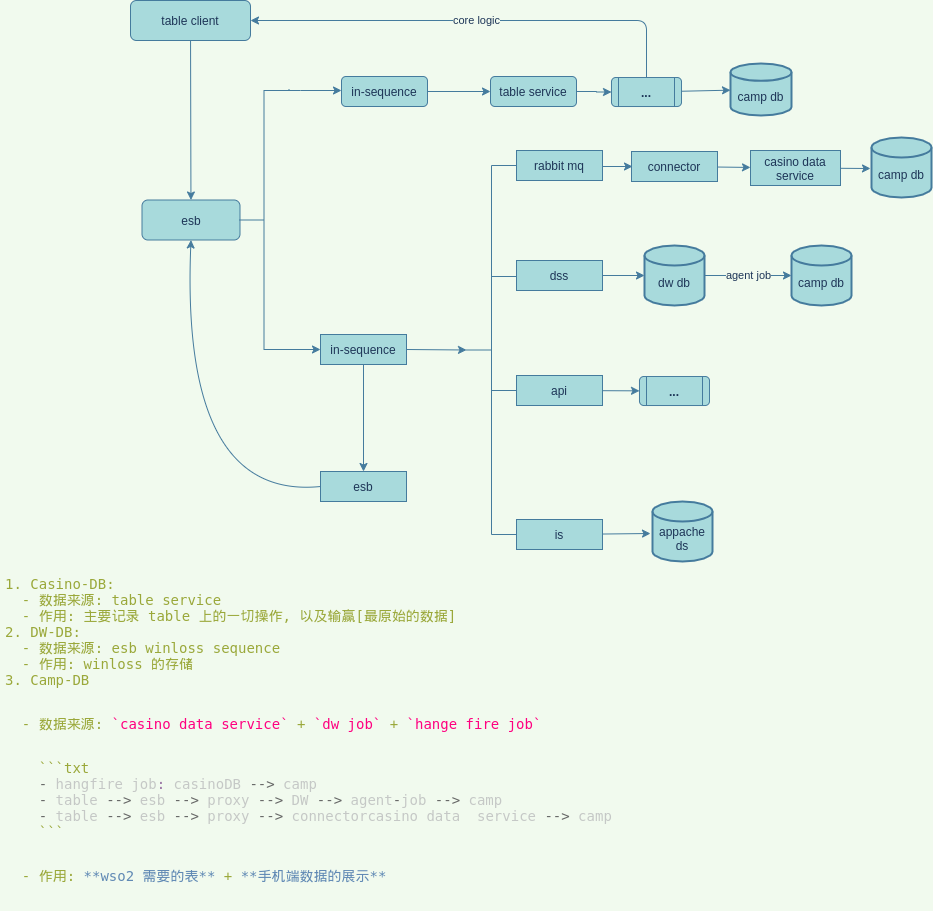 table client
core logic
in-sequence
table service
...
camp db
rabbit mq
connector
casino data
service
camp db
esb
dss
dw db
agent job
camp db
in-sequence
api
...
esb
is
appache
ds
1. Casino-DB:
- 数据来源: table service
- 作用: 主要记录 table 上的一切操作, 以及输赢[最原始的数据]
2. DW-DB:
- 数据来源: esb winloss sequence
- 作用: winloss 的存储
3. Camp-DB
- 数据来源: `casino data service` + `dw job` + `hange fire job`
```txt
- hangfire job: casinoDB --> camp
- table --> esb --> proxy --> DW --> agent-job --> camp
- table --> esb --> proxy --> connectorcasino data  service --> camp
```
- 作用: **wso2 需要的表** + **手机端数据的展示**